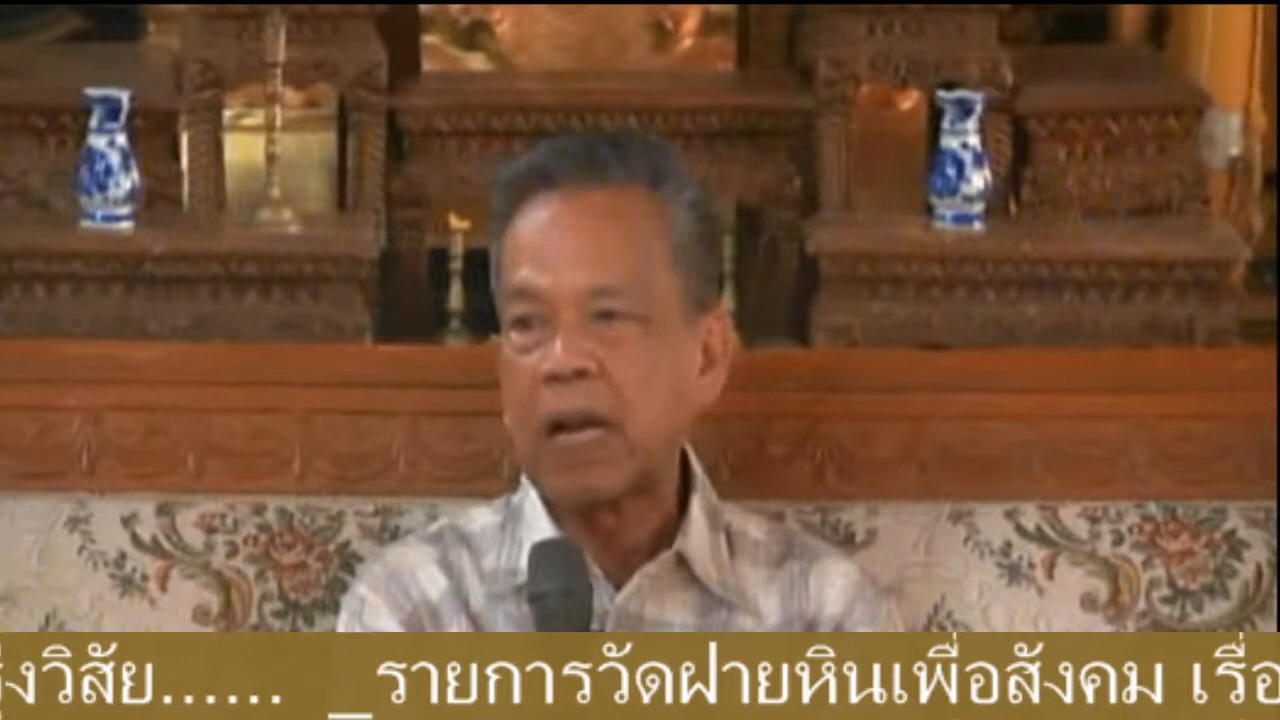 งวิสัย...... _รายการวัดฝายหินเพื่อสังคม เรื่อ